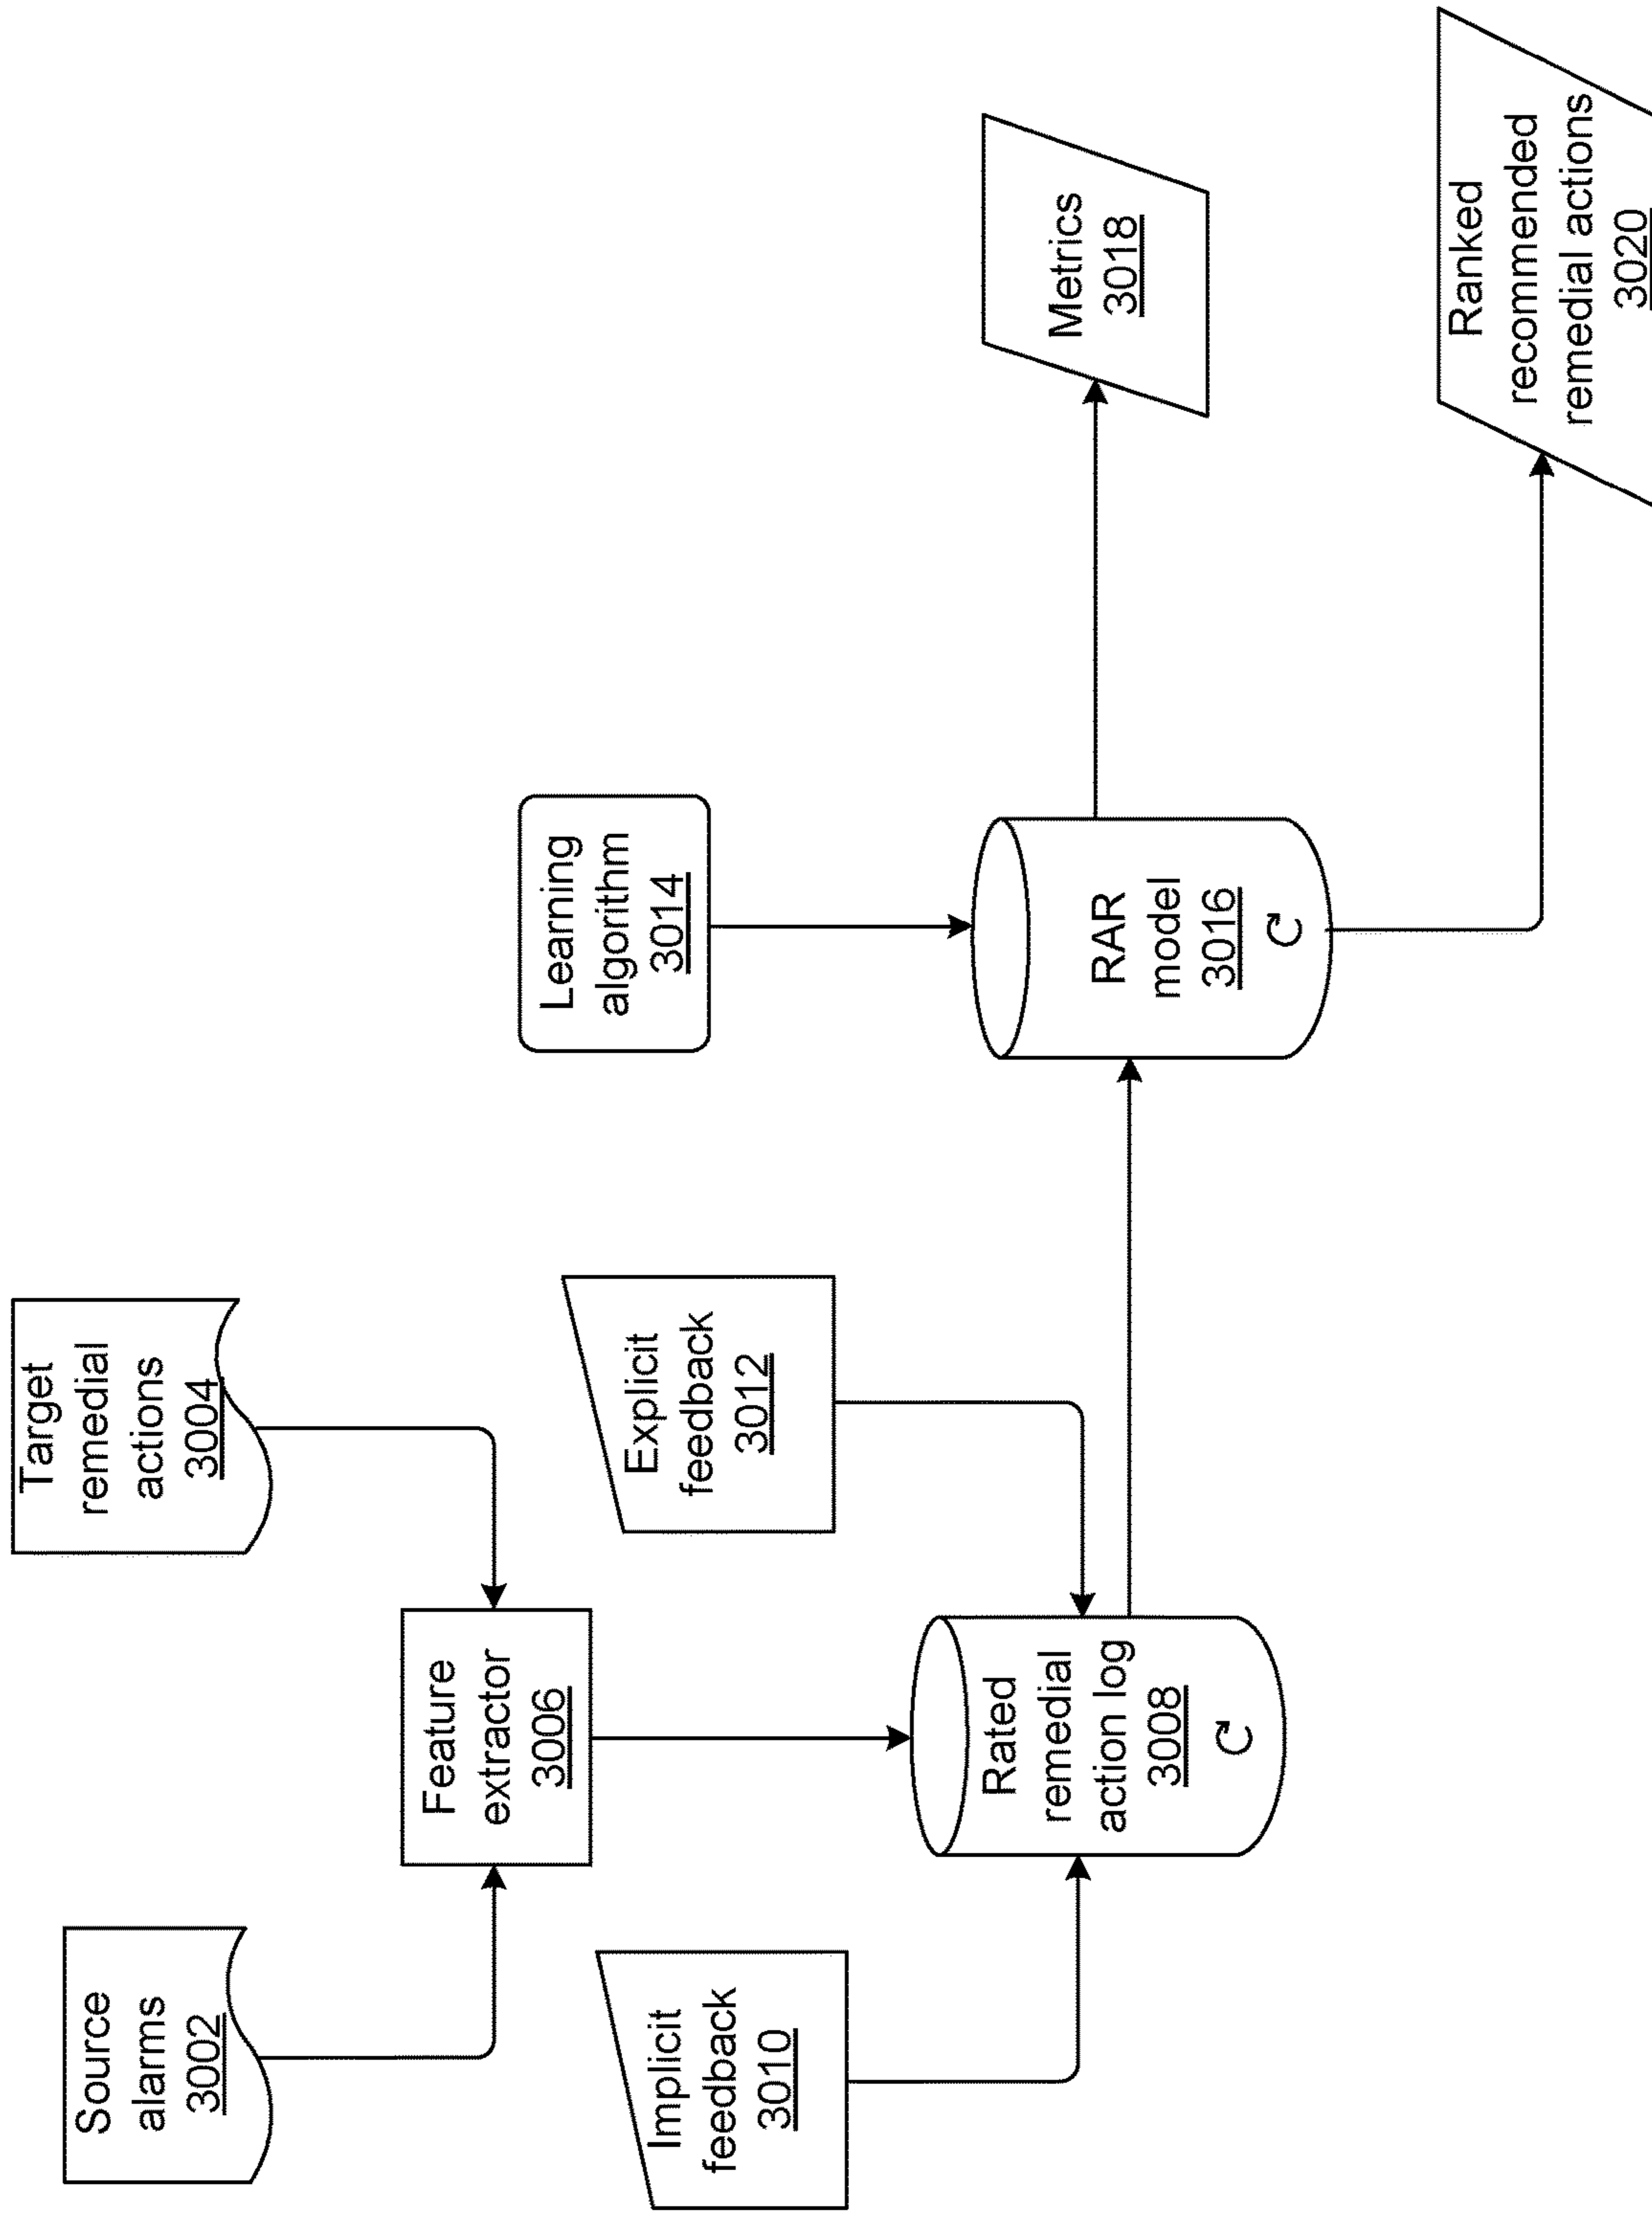 Source
alarms
3002
Target
remedial
actions
3004
Feature
extractor
3006
Implicit
feedback
3010
Explicit
feedback
3012
Rated
remedial
action log
3008
Learning
algorithm
3014
RAR
model
3016
Metrics
3018
Ranked
recommended
remedial actions
3020